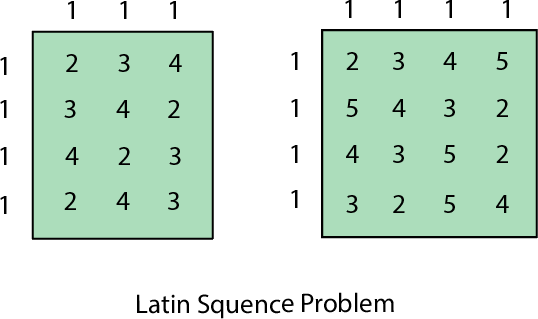 1 1 1 1 1 1 1
1 2 3 4 1 2 3 4 5
1 3 4 2 1 5 4 3 2
1 4 2 3 1 4 3 5 2
1 2 4 3 1 3 2 5 4
Latin Squence Problem